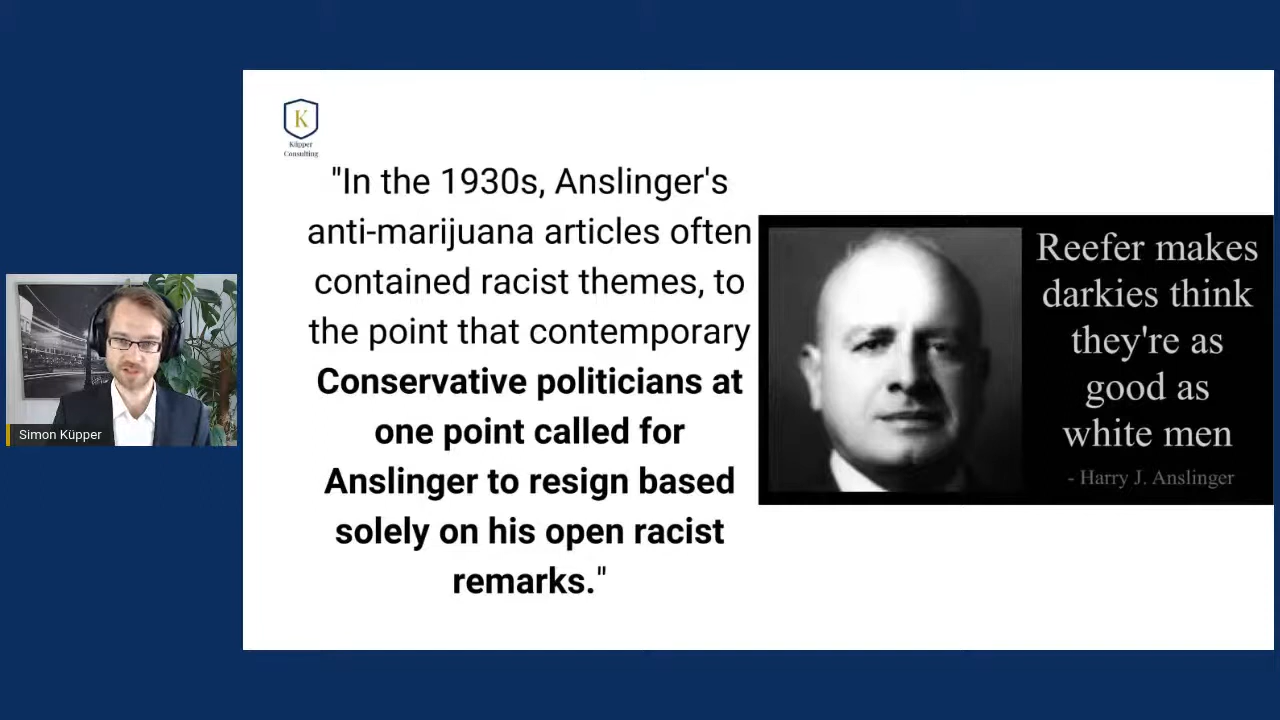 K
Küpper
Consulting
"In the 1930s, Anslinger's
anti-marijuana articles often
contained racist themes, to
the point that contemporary
Conservative politicians at
one point called for
Anslinger to resign based
solely on his open racist
remarks."
Reefer makes
darkies think
they're as
good as
white men
- Harry J. Anslinger
Simon Küpper